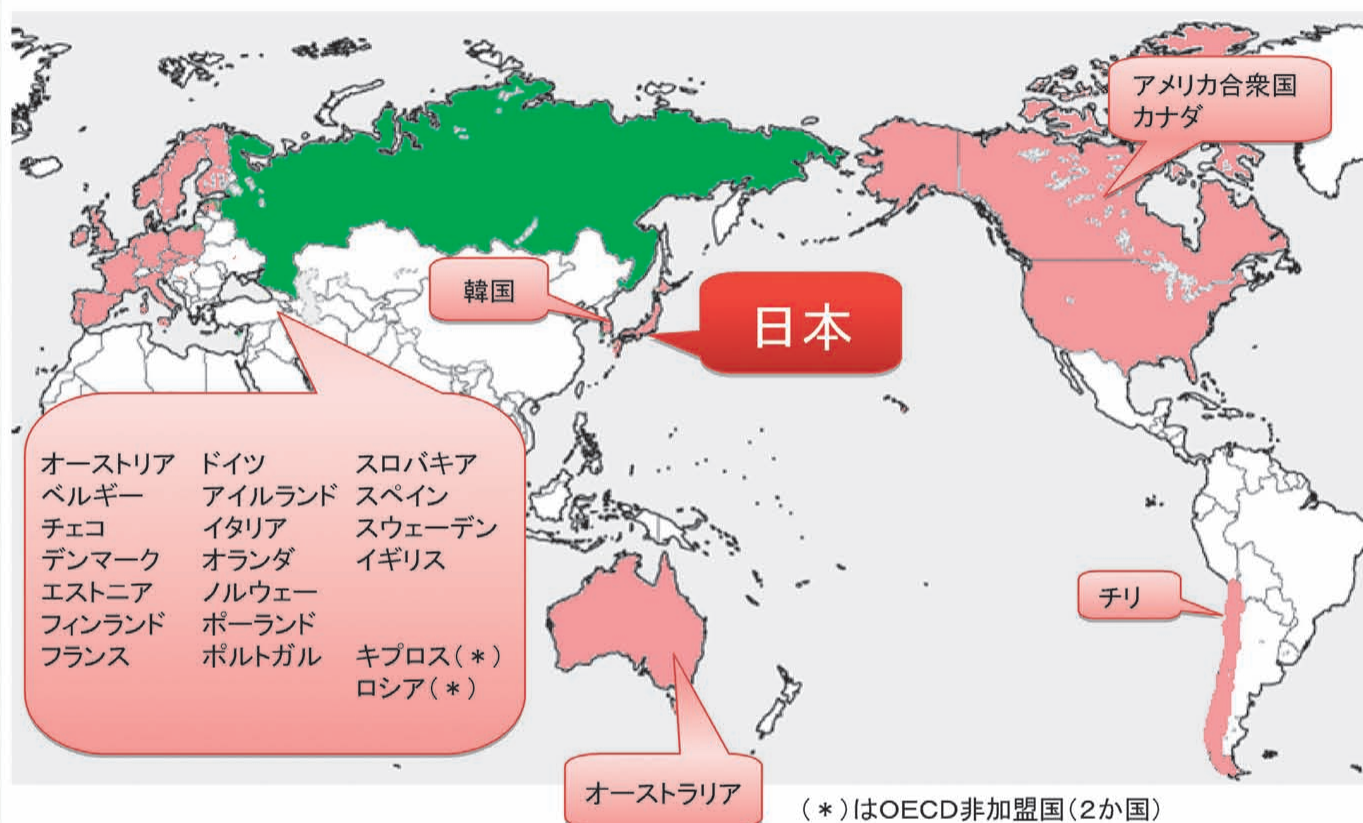 アメリカ合衆国
カナダ
韓国
日本
オーストリア ドイツ スロバキア
ベルギー アイルランド スペイン
チェコ イタリア スウェーデン
デンマーク オランダ イギリス
エストニア ノルウェー
フィンランド ポーランド
フランス ポルトガル キプロス(*)
ロシア(*)
チリ
オーストラリア
(*)はOECD非加盟国(2か国)